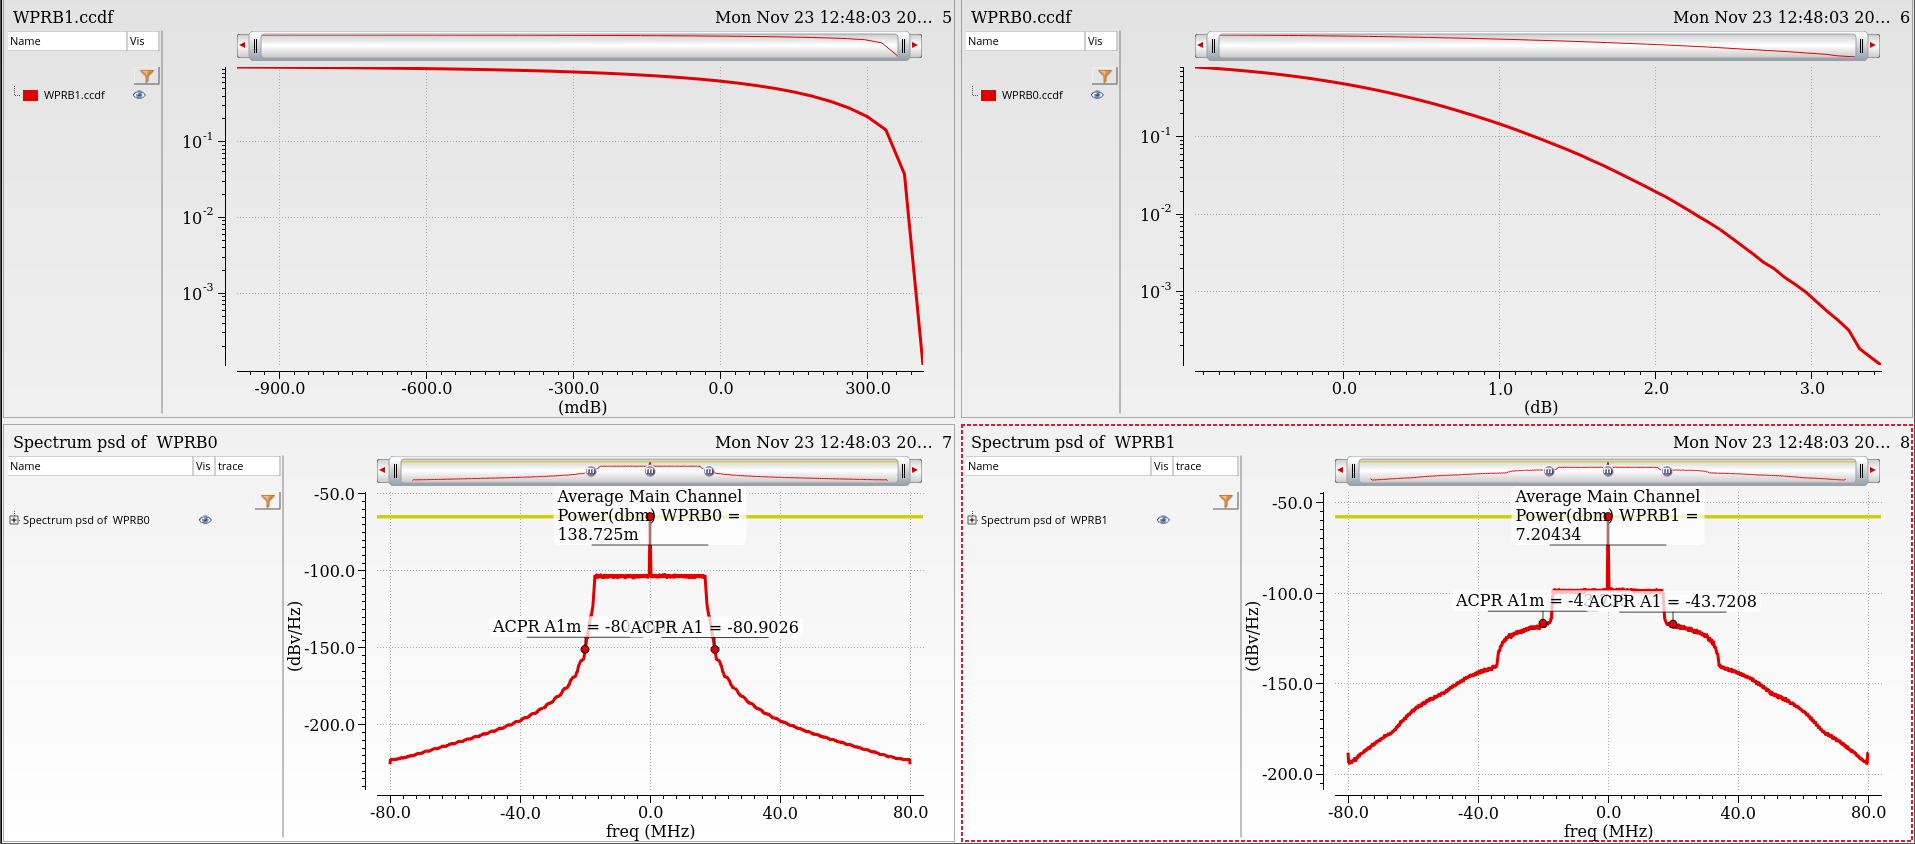 WPRB1.ccdf Mon Nov 23 12:48:03 20... 5
Name Vis
WPRB1.ccdf
10-1
10-2
10-3
-900.0 -600.0 -300.0 0.0 300.0
(mdB)
WPRB0.ccdf Mon Nov 23 12:48:03 20... 6
Name Vis
WPRB0.ccdf
10-1
10-2
10-3
0.0 1.0 2.0 3.0
(dB)
Spectrum psd of WPRB0 Mon Nov 23 12:48:03 20... 7
Name Vis trace
Spectrum psd of WPRB0
Average Main Channel
Power(dbm) WPRB0 =
138.725m
ACPR A1m = -80 ACPR A1 = -80.9026
-50.0
-100.0
-150.0
-200.0
(dBv/Hz)
-80.0 -40.0 0.0 40.0 80.0
freq (MHz)
Spectrum psd of WPRB1 Mon Nov 23 12:48:03 20... 8
Name Vis trace
Spectrum psd of WPRB1
Average Main Channel
Power(dbm) WPRB1 =
7.20434
ACPR A1m = -4 ACPR A1 = -43.7208
-50.0
-100.0
-150.0
-200.0
(dBv/Hz)
-80.0 -40.0 0.0 40.0 80.0
freq (MHz)